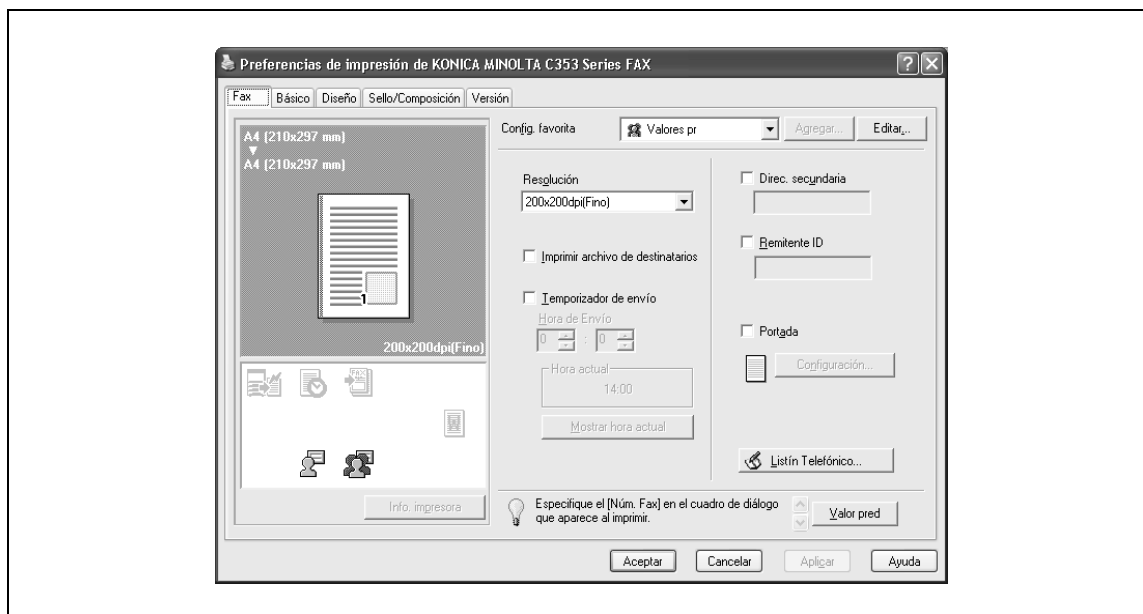 Preferencias de impresión de KONICA MINOLTA C353 Series FAX
Fax Básico Diseño Sello/Composición Versión
A4 (210x297 mm)
A4 (210x297 mm)
1
200x200dpi(Fino)
Info. impresora
Config. favorita Valores pr Agregar... Editar...
Resolución
200x200dpi(Fino)
Imprimir archivo de destinatarios
Temporizador de envío
Hora de Envío
0 : 0
Hora actual
14:00
Mostrar hora actual
Direc. secundaria
Remitente ID
Portada
Configuración...
Listín Telefónico...
Especifique el [Núm. Fax] en el cuadro de diálogo
que aparece al imprimir.
Valor pred
Aceptar Cancelar Aplicar Ayuda